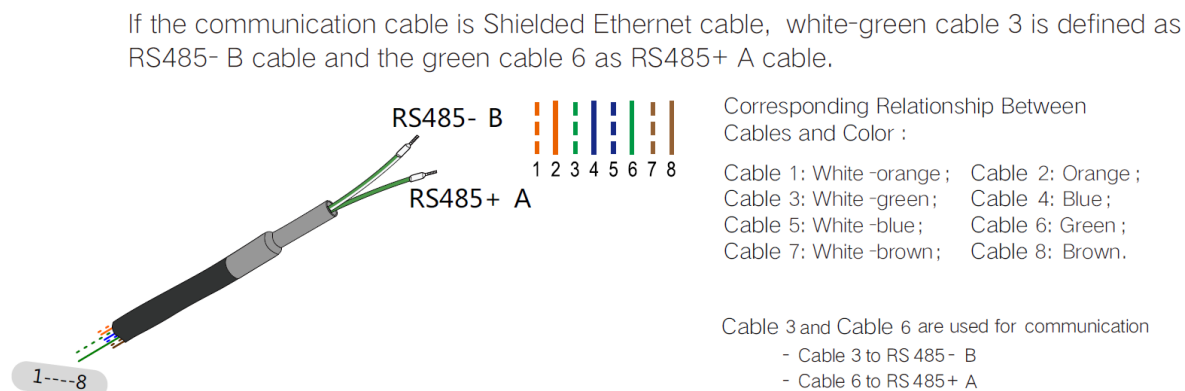 If the communication cable is Shielded Ethernet cable, white-green cable 3 is defined as
RS485- B cable and the green cable 6 as RS485+ A cable.
RS485- B
RS485+ A
1 2 3 4 5 6 7 8
1----8
Corresponding Relationship Between
Cables and Color :
Cable 1: White -orange ; Cable 2: Orange ;
Cable 3: White -green ; Cable 4: Blue ;
Cable 5: White -blue ; Cable 6: Green ;
Cable 7: White -brown ; Cable 8: Brown.
Cable 3 and Cable 6 are used for communication
- Cable 3 to RS 485 - B
- Cable 6 to RS 485 + A